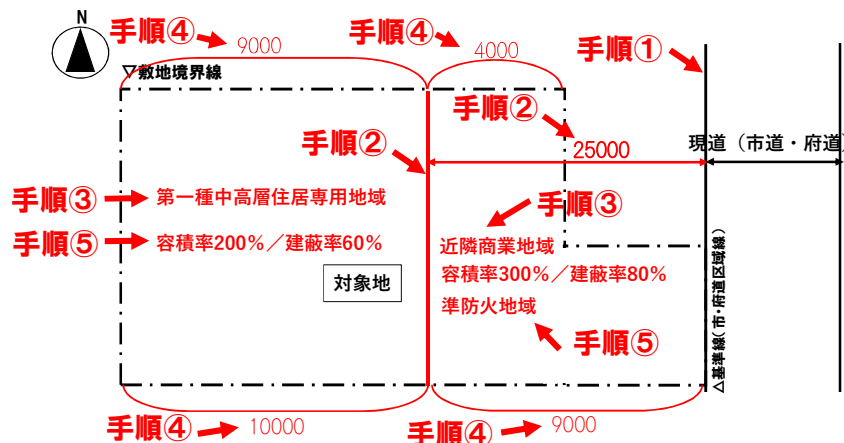 N
手順④
9000
手順④
4000
手順①
▽敷地境界線
手順②
手順②
25000
現道（市道・府道）
手順③
第一種中高層住居専用地域
手順③
手順⑤
容積率200％／建蔽率60％
近隣商業地域
容積率300％／建蔽率80％
対象地
準防火地域
手順⑤
△基準線（市・府道区域線）
手順④
10000
手順④
9000